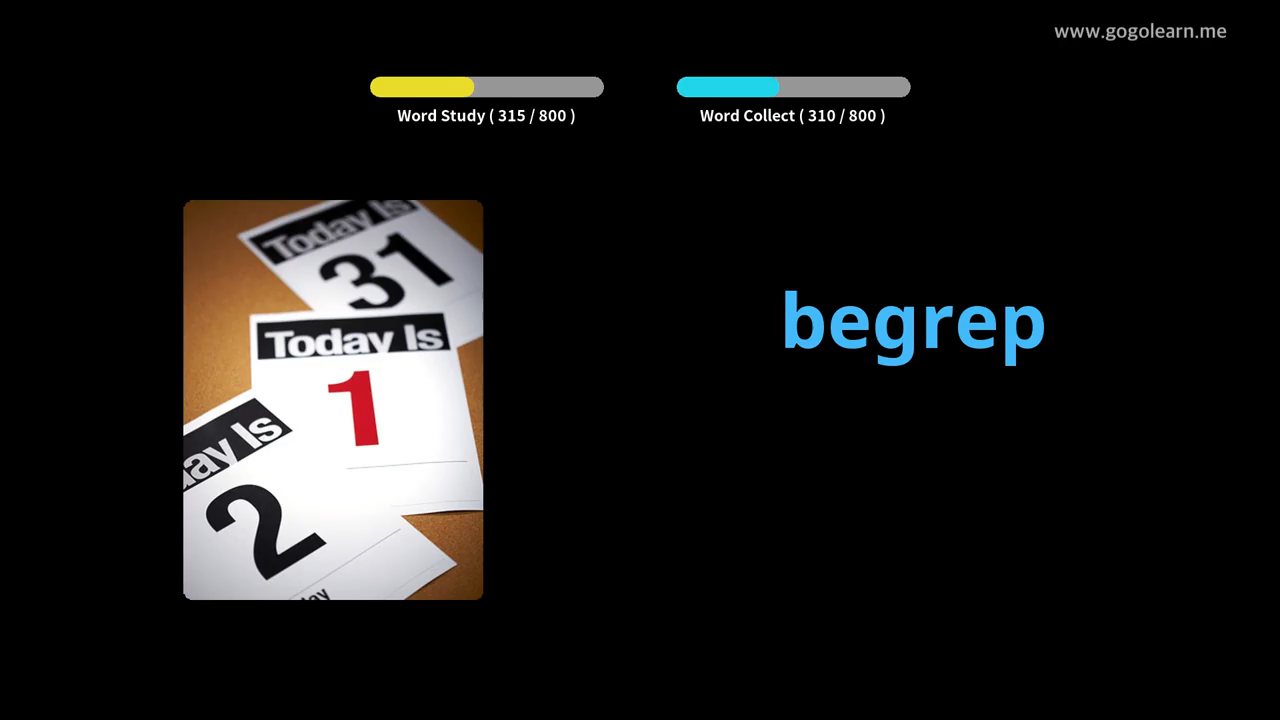 www.gogolearn.me
Word Study ( 315 / 800 )
Word Collect ( 310 / 800 )
Today Is
31
Today Is
1
ay Is
2
begrep